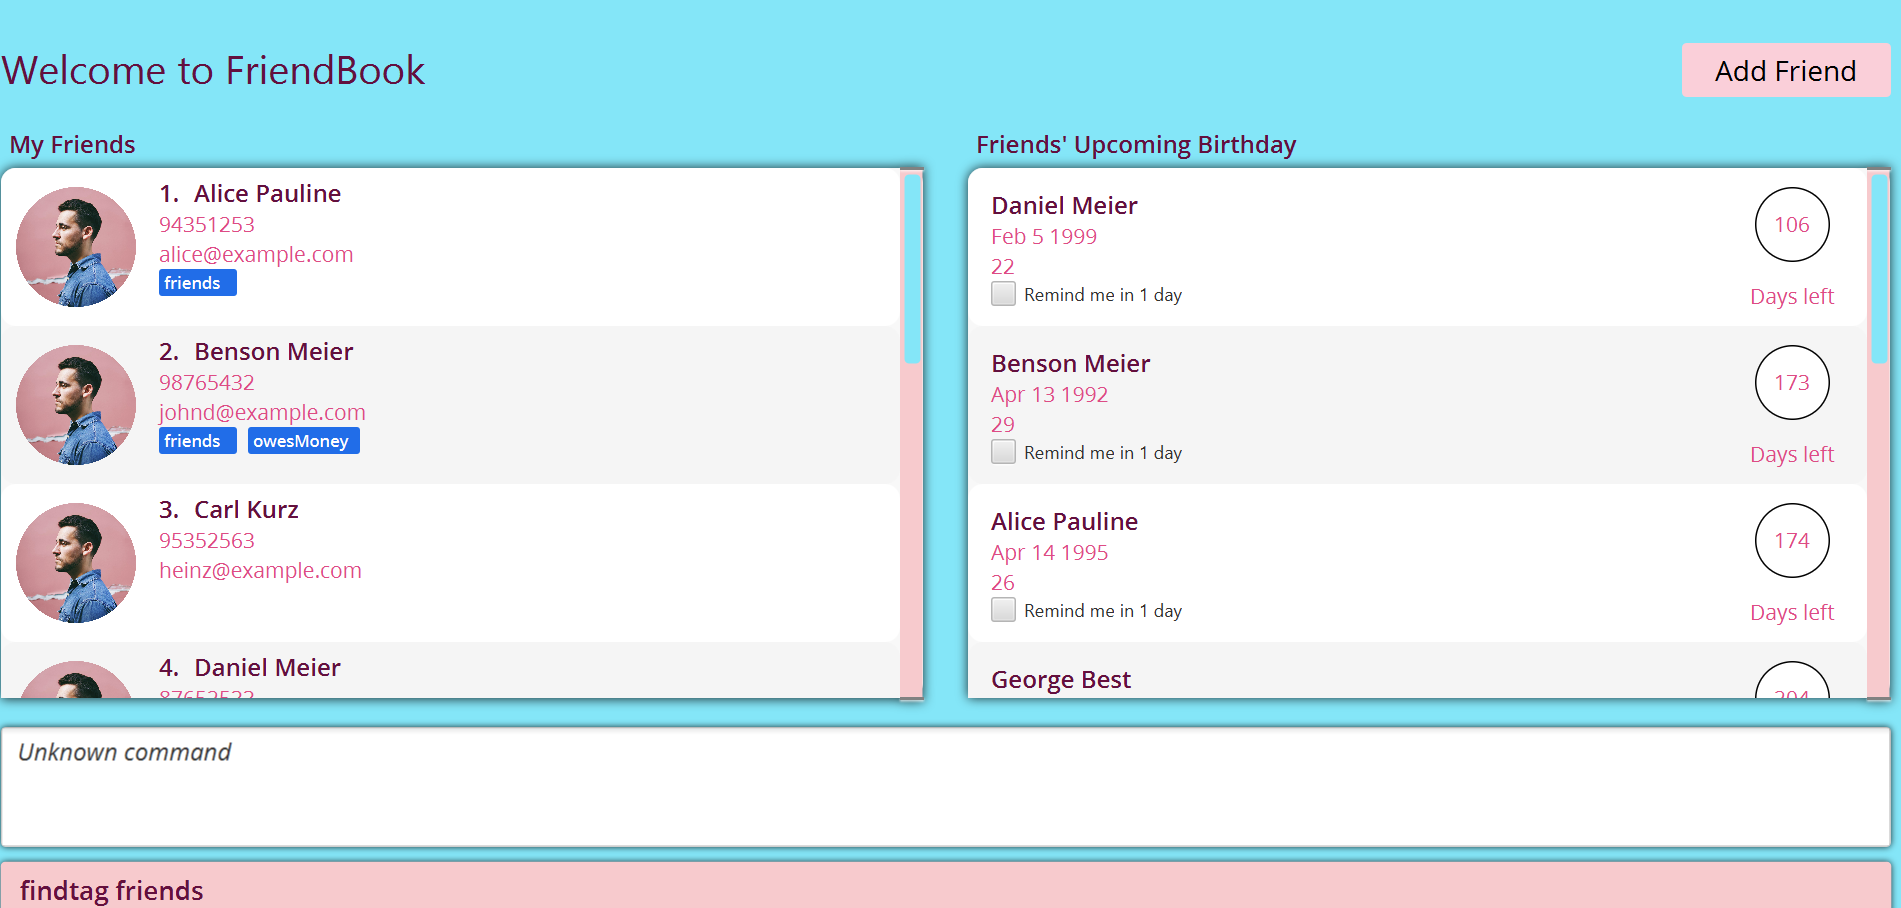 Welcome to FriendBook
Add Friend
My Friends
1. Alice Pauline
94351253
alice@example.com
friends
2. Benson Meier
98765432
johnd@example.com
friends owesMoney
3. Carl Kurz
95352563
heinz@example.com
4. Daniel Meier
Friends' Upcoming Birthday
Daniel Meier
Feb 5 1999
22
Remind me in 1 day
106
Days left
Benson Meier
Apr 13 1992
29
Remind me in 1 day
173
Days left
Alice Pauline
Apr 14 1995
26
Remind me in 1 day
174
Days left
George Best
204
Unknown command
findtag friends